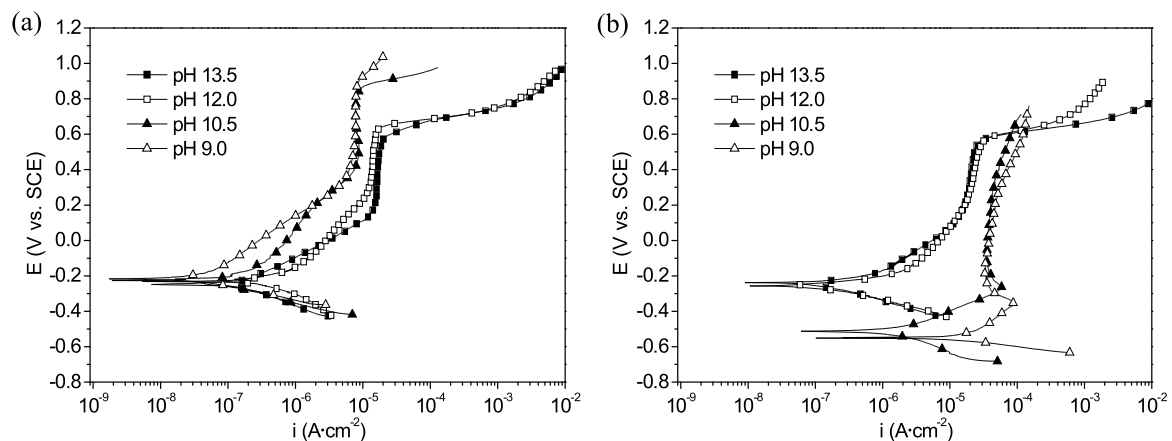 (a)
1.2
1.0
0.8
0.6
0.4
0.2
0.0
-0.2
-0.4
-0.6
-0.8
E (V vs. SCE)
pH 13.5
pH 12.0
pH 10.5
pH 9.0
10⁻⁹ 10⁻⁸ 10⁻⁷ 10⁻⁶ 10⁻⁵ 10⁻⁴ 10⁻³ 10⁻²
i (A·cm⁻²)
(b)
1.2
1.0
0.8
0.6
0.4
0.2
0.0
-0.2
-0.4
-0.6
-0.8
E (V vs. SCE)
pH 13.5
pH 12.0
pH 10.5
pH 9.0
10⁻⁹ 10⁻⁸ 10⁻⁷ 10⁻⁶ 10⁻⁵ 10⁻⁴ 10⁻³ 10⁻²
i (A·cm⁻²)